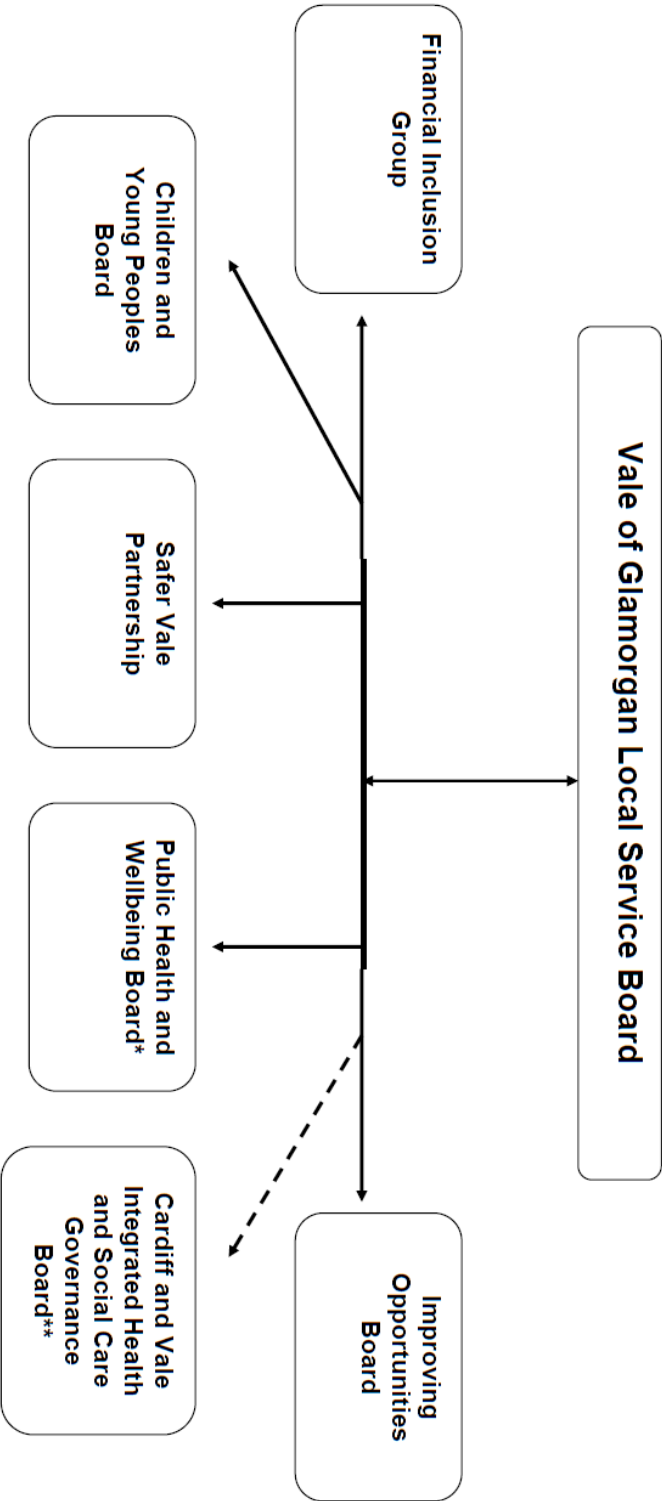 Vale of Glamorgan Local Service Board
Financial Inclusion
Group
Improving
Opportunities
Board
Children and
Young Peoples
Board
Safer Vale
Partnership
Public Health and
Wellbeing Board*
Cardiff and Vale
Integrated Health
and Social Care
Governance
Board**